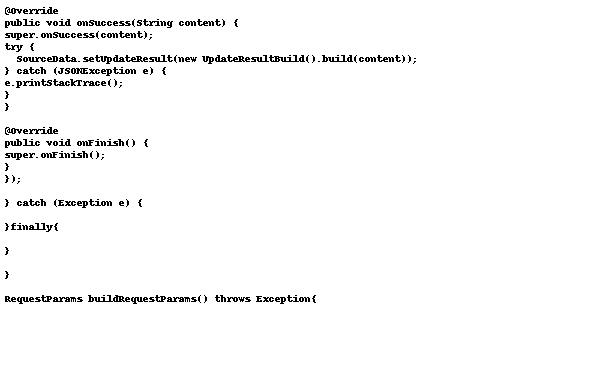 @Override
public void onSuccess(String content) {
super.onSuccess(content);
try {
SourceData.setUpdateResult(new UpdateResultBuild().build(content));
} catch (JSONException e) {
e.printStackTrace();
}
}
@Override
public void onFinish() {
super.onFinish();
}
});
} catch (Exception e) {
}finally{
}
}
RequestParams buildRequestParams() throws Exception{